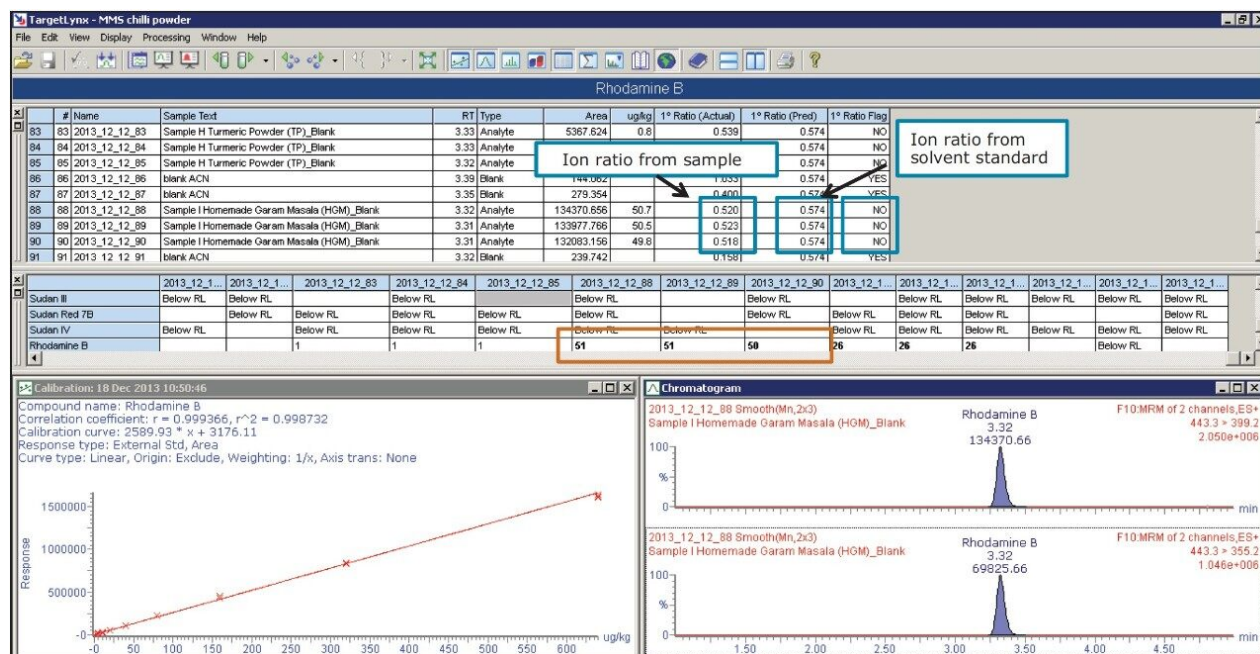 TargetLynx - MMS chilli powder
File Edit View Display Processing Window Help
Rhodamine B
# Name Sample Text RT Type Area ug/kg 1° Ratio (Actual) 1° Ratio (Pred) 1° Ratio Flag
83 83 2013_12_12_83 Sample H Turmeric Powder (TP)_Blank 3.33 Analyte 5367.624 0.8 0.539 0.574 NO
84 84 2013_12_12_84 Sample H Turmeric Powder (TP)_Blank 3.33 Analyte 0.574 NO
85 85 2013_12_12_85 Sample H Turmeric Powder (TP)_Blank 3.32 Analyte 0.574 NO
86 86 2013_12_12_86 blank ACN 3.39 Blank 144.062 1.033 0.574 YES
87 87 2013_12_12_87 blank ACN 3.35 Blank 279.354 0.400 0.574 YES
88 88 2013_12_12_88 Sample I Homemade Garam Masala (HGM)_Blank 3.32 Analyte 134370.656 50.7 0.520 0.574 NO
89 89 2013_12_12_89 Sample I Homemade Garam Masala (HGM)_Blank 3.31 Analyte 133977.766 50.5 0.523 0.574 NO
90 90 2013_12_12_90 Sample I Homemade Garam Masala (HGM)_Blank 3.31 Analyte 132083.156 49.8 0.518 0.574 NO
91 91 2013_12_12_91 blank ACN 3.32 Blank 239.742 0.158 0.574 YES
Ion ratio from sample
Ion ratio from
solvent standard
2013_12_1... 2013_12_1... 2013_12_12_83 2013_12_12_84 2013_12_12_85 2013_12_12_88 2013_12_12_89 2013_12_12_90 2013_12_1... 2013_12_1... 2013_12_1... 2013_12_1... 2013_12_1... 2013_12_1...
Sudan III Below RL Below RL Below RL Below RL Below RL Below RL Below RL Below RL Below RL Below RL
Sudan Red 7B Below RL Below RL Below RL Below RL Below RL Below RL Below RL Below RL Below RL Below RL
Sudan IV Below RL Below RL Below RL Below RL Below RL Below RL Below RL Below RL Below RL Below RL Below RL Below RL
Rhodamine B 1 1 1 51 51 50 26 26 26 Below RL
Calibration: 18 Dec 2013 10:50:46
Compound name: Rhodamine B
Correlation coefficient: r = 0.999366, r^2 = 0.998732
Calibration curve: 2589.93 * x + 3176.11
Response type: External Std, Area
Curve type: Linear, Origin: Exclude, Weighting: 1/x, Axis trans: None
Response
1500000
1000000
500000
-0
-0 50 100 150 200 250 300 350 400 450 500 550 600 ug/kg
Chromatogram
2013_12_12_88 Smooth(Mn,2x3)
Sample I Homemade Garam Masala (HGM)_Blank
Rhodamine B
3.32
134370.66
F10:MRM of 2 channels,ES+
443.3 > 399.2
2.050e+006
100
%
0
min
2013_12_12_88 Smooth(Mn,2x3)
Sample I Homemade Garam Masala (HGM)_Blank
Rhodamine B
3.32
69825.66
F10:MRM of 2 channels,ES+
443.3 > 355.2
1.046e+006
100
%
0
min
1.50 2.00 2.50 3.00 3.50 4.00 4.50